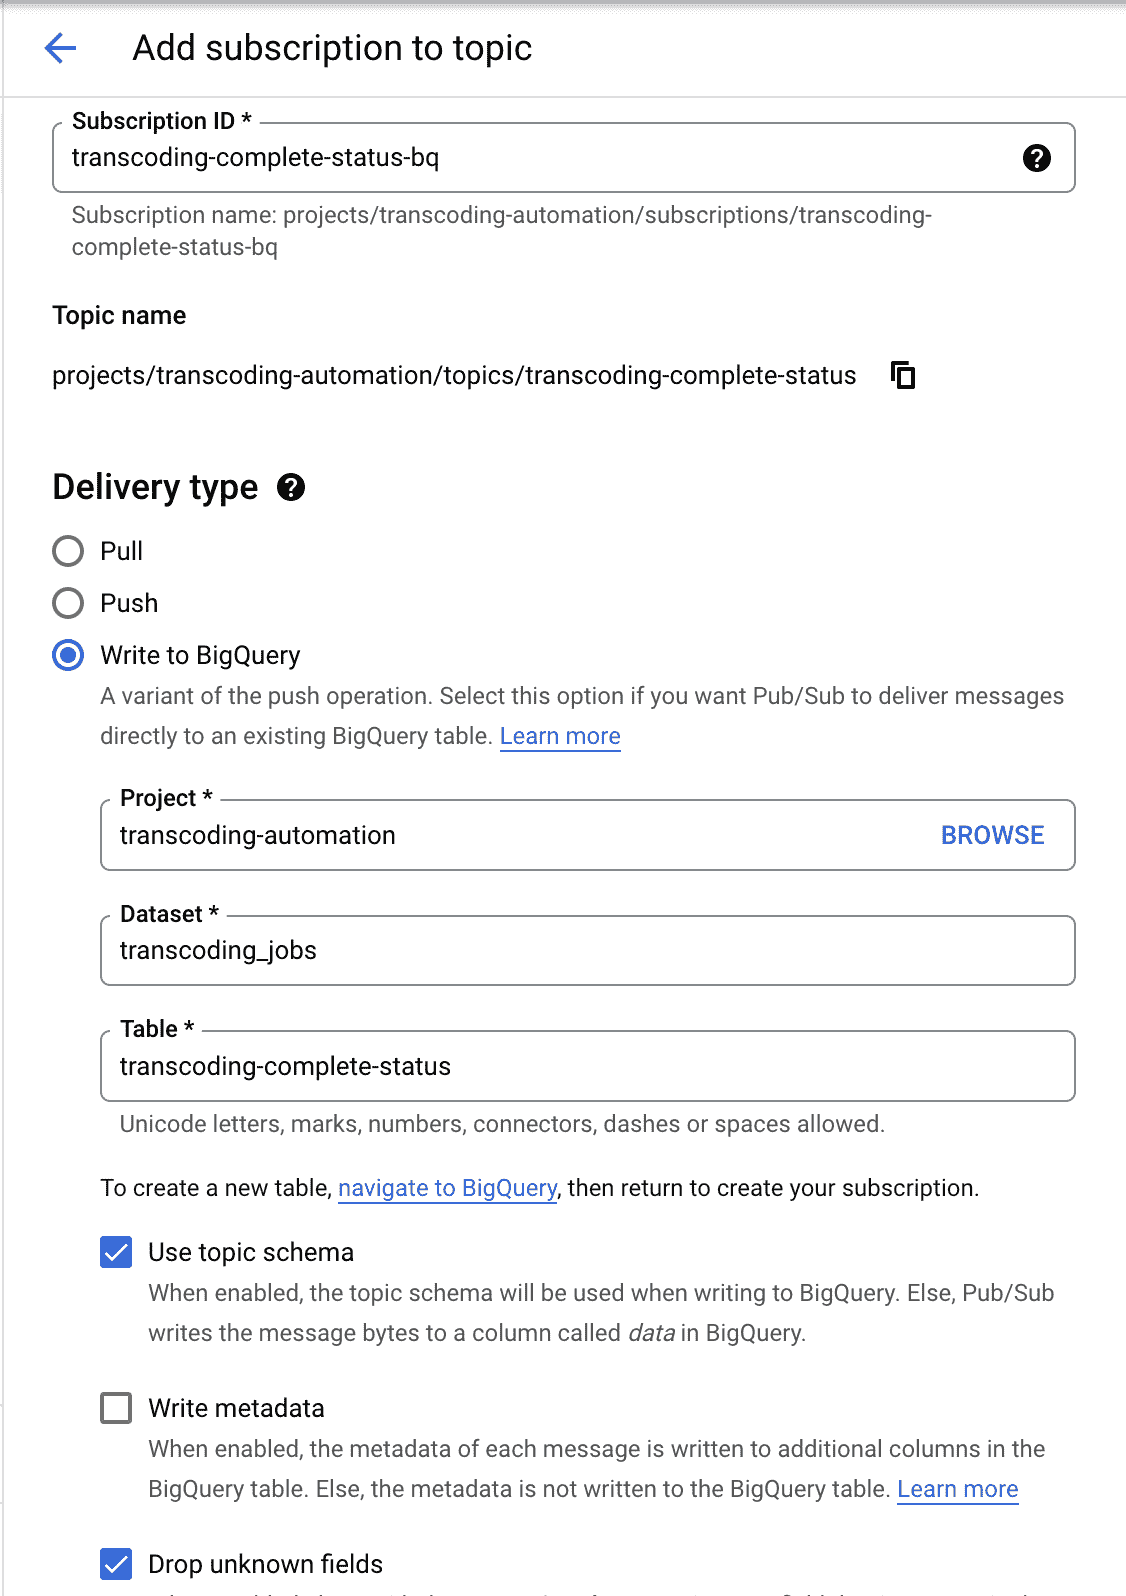 Add subscription to topic
Subscription ID *
transcoding-complete-status-bq
Subscription name: projects/transcoding-automation/subscriptions/transcoding-
complete-status-bq
Topic name
projects/transcoding-automation/topics/transcoding-complete-status
Delivery type
Pull
Push
Write to BigQuery
A variant of the push operation. Select this option if you want Pub/Sub to deliver messages
directly to an existing BigQuery table. Learn more
Project *
transcoding-automation
BROWSE
Dataset *
transcoding_jobs
Table *
transcoding-complete-status
Unicode letters, marks, numbers, connectors, dashes or spaces allowed.
To create a new table, navigate to BigQuery, then return to create your subscription.
Use topic schema
When enabled, the topic schema will be used when writing to BigQuery. Else, Pub/Sub
writes the message bytes to a column called data in BigQuery.
Write metadata
When enabled, the metadata of each message is written to additional columns in the
BigQuery table. Else, the metadata is not written to the BigQuery table. Learn more
Drop unknown fields